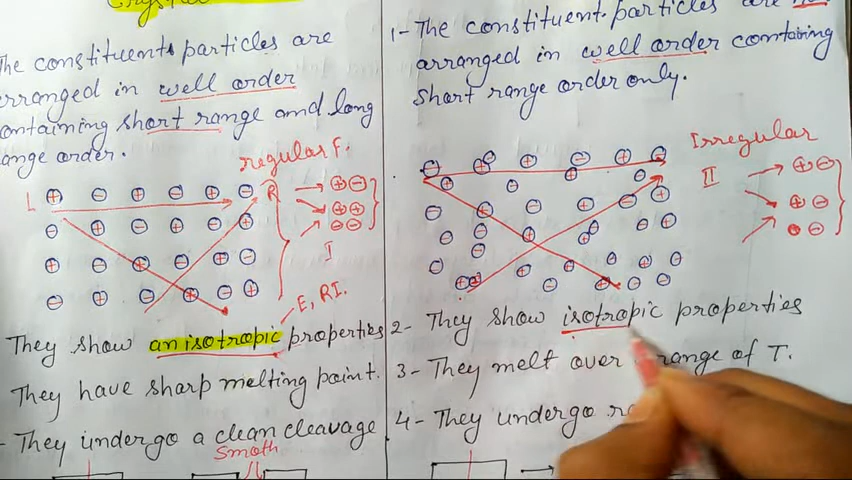 The constituent particles are
arranged in well order
containing short range and long
ange order.
regular F.
L
R
I
E, RI.
They show anisotropic properties
They have sharp melting point.
They undergo a clean cleavage
Smoth
1- The constituent particles are not
arranged in well order containing
short range order only.
Irregular
II
2- They show isotropic properties
3- They melt over range of T.
4- They undergo